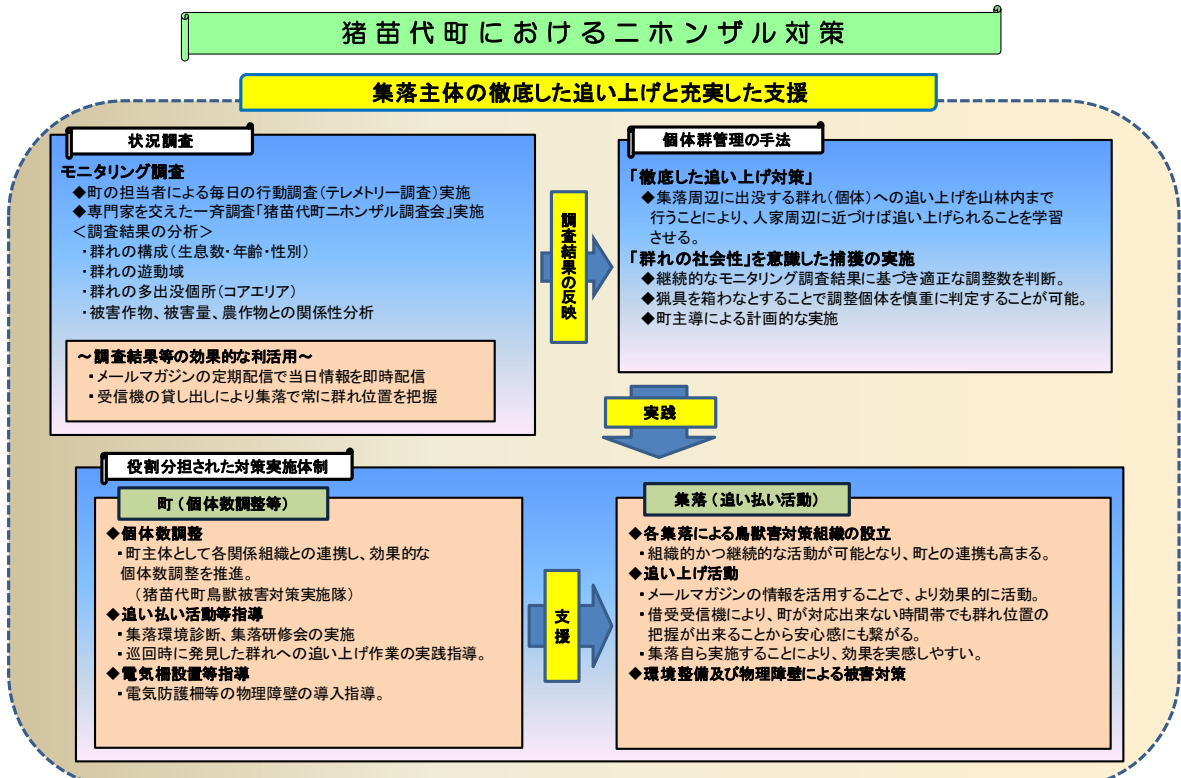 猪苗代町におけるニホンザル対策
集落主体の徹底した追い上げと充実した支援
状況調査
モニタリング調査
◆町の担当者による毎日の行動調査(テレメトリー調査)実施
◆専門家を交えた一斉調査「猪苗代町ニホンザル調査会」実施
<調査結果の分析>
・群れの構成(生息数・年齢・性別)
・群れの遊動域
・群れの多出没個所(コアエリア)
・被害作物、被害量、農作物との関係性分析
～調査結果等の効果的な利活用～
・メールマガジンの定期配信で当日情報を即時配信
・受信機の貸し出しにより集落で常に群れ位置を把握
調査結果の反映
個体群管理の手法
「徹底した追い上げ対策」
◆集落周辺に出没する群れ(個体)への追い上げを山林内まで
行うことにより、人家周辺に近づけば追い上げられることを学習
させる。
「群れの社会性」を意識した捕獲の実施
◆継続的なモニタリング調査結果に基づき適正な調整数を判断。
◆猟具を箱わなとすることで調整個体を慎重に判定することが可能。
◆町主導による計画的な実施
実践
役割分担された対策実施体制
町(個体数調整等)
◆個体数調整
・町主体として各関係組織との連携し、効果的な
個体数調整を推進。
(猪苗代町鳥獣被害対策実施隊)
◆追い払い活動等指導
・集落環境診断、集落研修会の実施
・巡回時に発見した群れへの追い上げ作業の実践指導。
◆電気柵設置等指導
・電気防護柵等の物理障壁の導入指導。
支援
集落(追い払い活動)
◆各集落による鳥獣害対策組織の設立
・組織的かつ継続的な活動が可能となり、町との連携も高まる。
◆追い上げ活動
・メールマガジンの情報を活用することで、より効果的に活動。
・借受受信機により、町が対応出来ない時間帯でも群れ位置の
把握が出来ることから安心感にも繋がる。
・集落自ら実施することにより、効果を実感しやすい。
◆環境整備及び物理障壁による被害対策